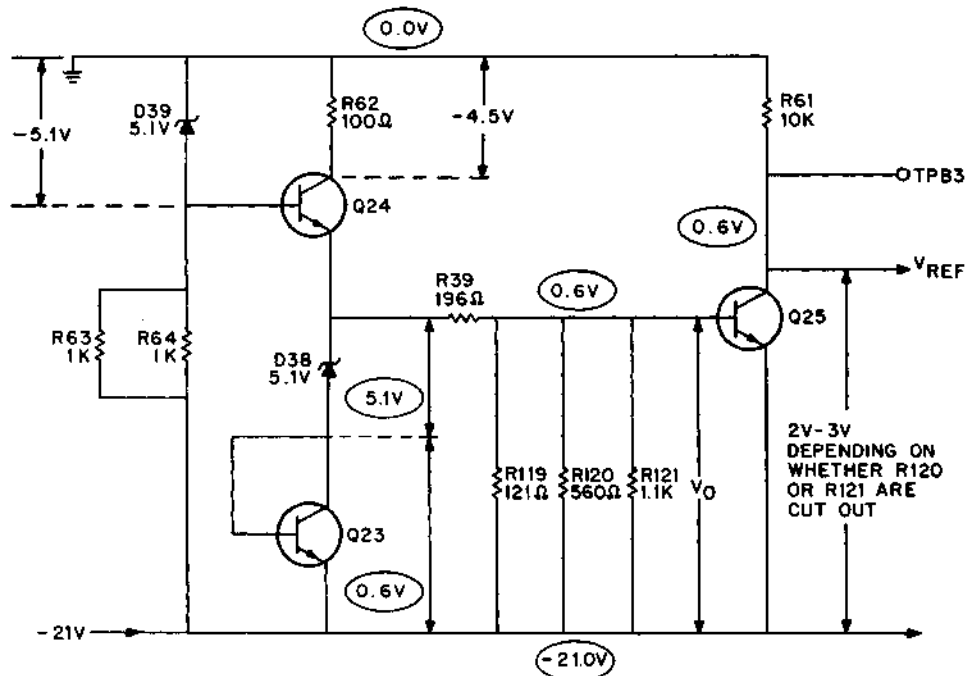 0.0V
-5.1V
D39
5.1V
R62
100Ω
-4.5V
R61
10K
TPB3
Q24
0.6V
VREF
R39
196Ω
0.6V
Q25
R63
1K
R64
1K
D38
5.1V
5.1V
2V-3V
DEPENDING ON
WHETHER R120
OR R121 ARE
CUT OUT
R119
121Ω
R120
560Ω
R121
1.1K
VO
Q23
0.6V
-21V
-21.0V